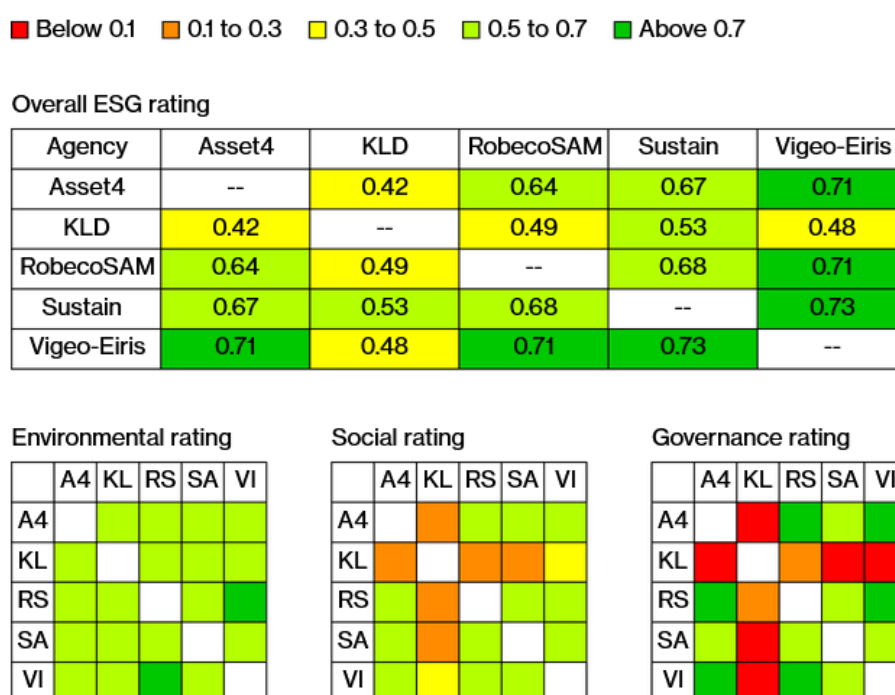 Below 0.1 0.1 to 0.3 0.3 to 0.5 0.5 to 0.7 Above 0.7
Overall ESG rating
Agency Asset4 KLD RobecoSAM Sustain Vigeo-Eiris
Asset4 -- 0.42 0.64 0.67 0.71
KLD 0.42 -- 0.49 0.53 0.48
RobecoSAM 0.64 0.49 -- 0.68 0.71
Sustain 0.67 0.53 0.68 -- 0.73
Vigeo-Eiris 0.71 0.48 0.71 0.73 --
Environmental rating Social rating Governance rating
A4 KL RS SA VI A4 KL RS SA VI A4 KL RS SA VI
A4 A4 A4
KL KL KL
RS RS RS
SA SA SA
VI VI VI